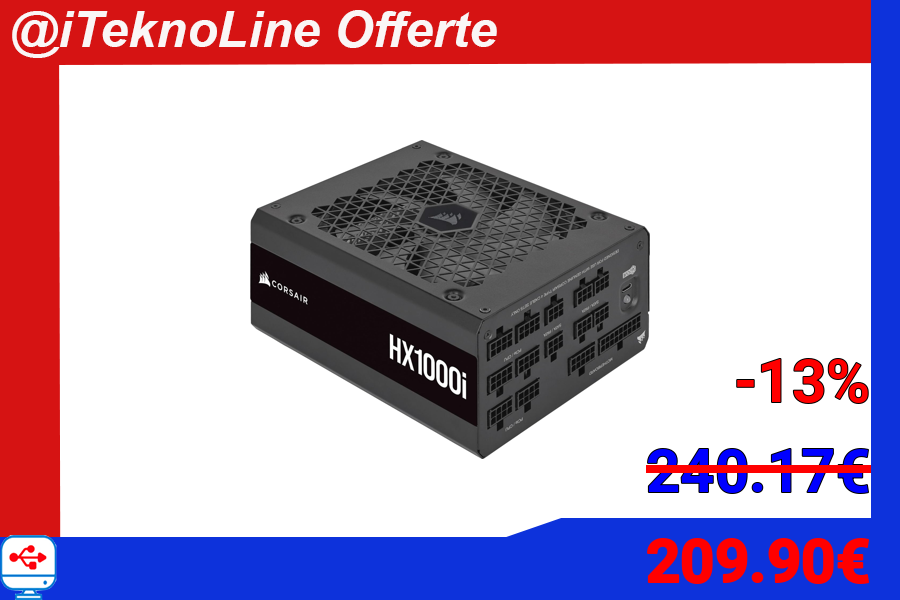 @iTeknoLine Offerte
CORSAIR
HX1000i
-13%
240.17€
209.90€